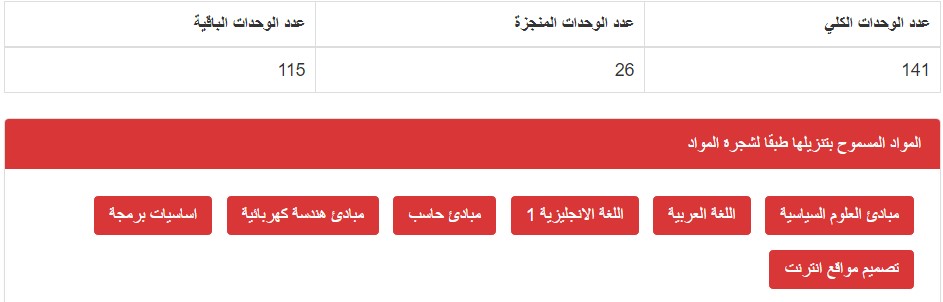 عدد الوحدات الكلي عدد الوحدات المنجزة عدد الوحدات الباقية
141 26 115
المواد المسموح بتنزيلها طبقا لشجرة المواد
مبادئ العلوم السياسية اللغة العربية اللغة الانجليزية 1 مبادئ حاسب مبادئ هندسة كهربائية اساسيات برمجة
تصميم مواقع انترنت